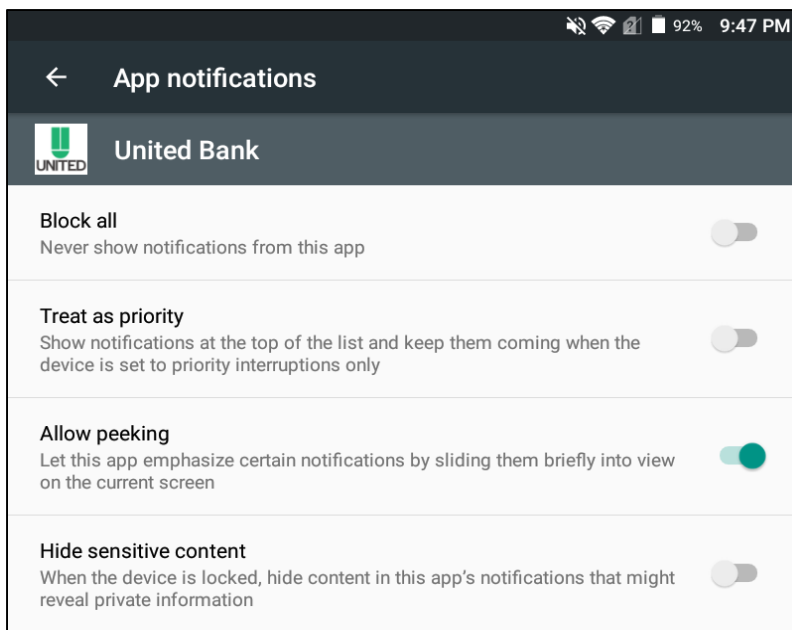 92% 9:47 PM
App notifications
UNITED
United Bank
Block all
Never show notifications from this app
Treat as priority
Show notifications at the top of the list and keep them coming when the
device is set to priority interruptions only
Allow peeking
Let this app emphasize certain notifications by sliding them briefly into view
on the current screen
Hide sensitive content
When the device is locked, hide content in this app's notifications that might
reveal private information